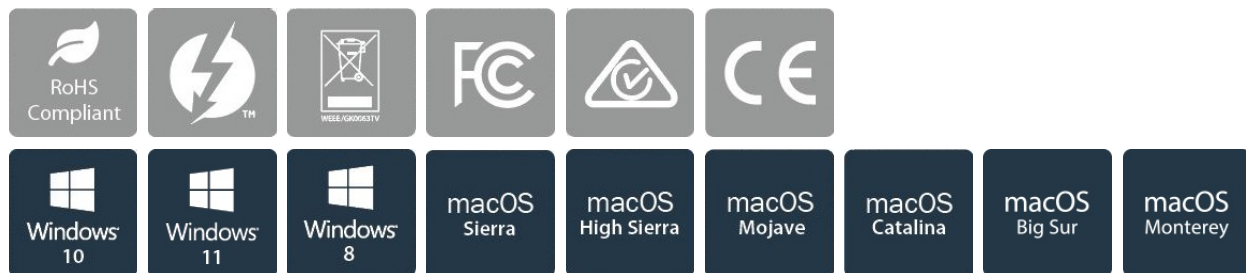 RoHS
Compliant
TM
WEEE/GK0063TV
FC
CE
Windows
10
Windows
11
Windows
8
macOS
Sierra
macOS
High Sierra
macOS
Mojave
macOS
Catalina
macOS
Big Sur
macOS
Monterey